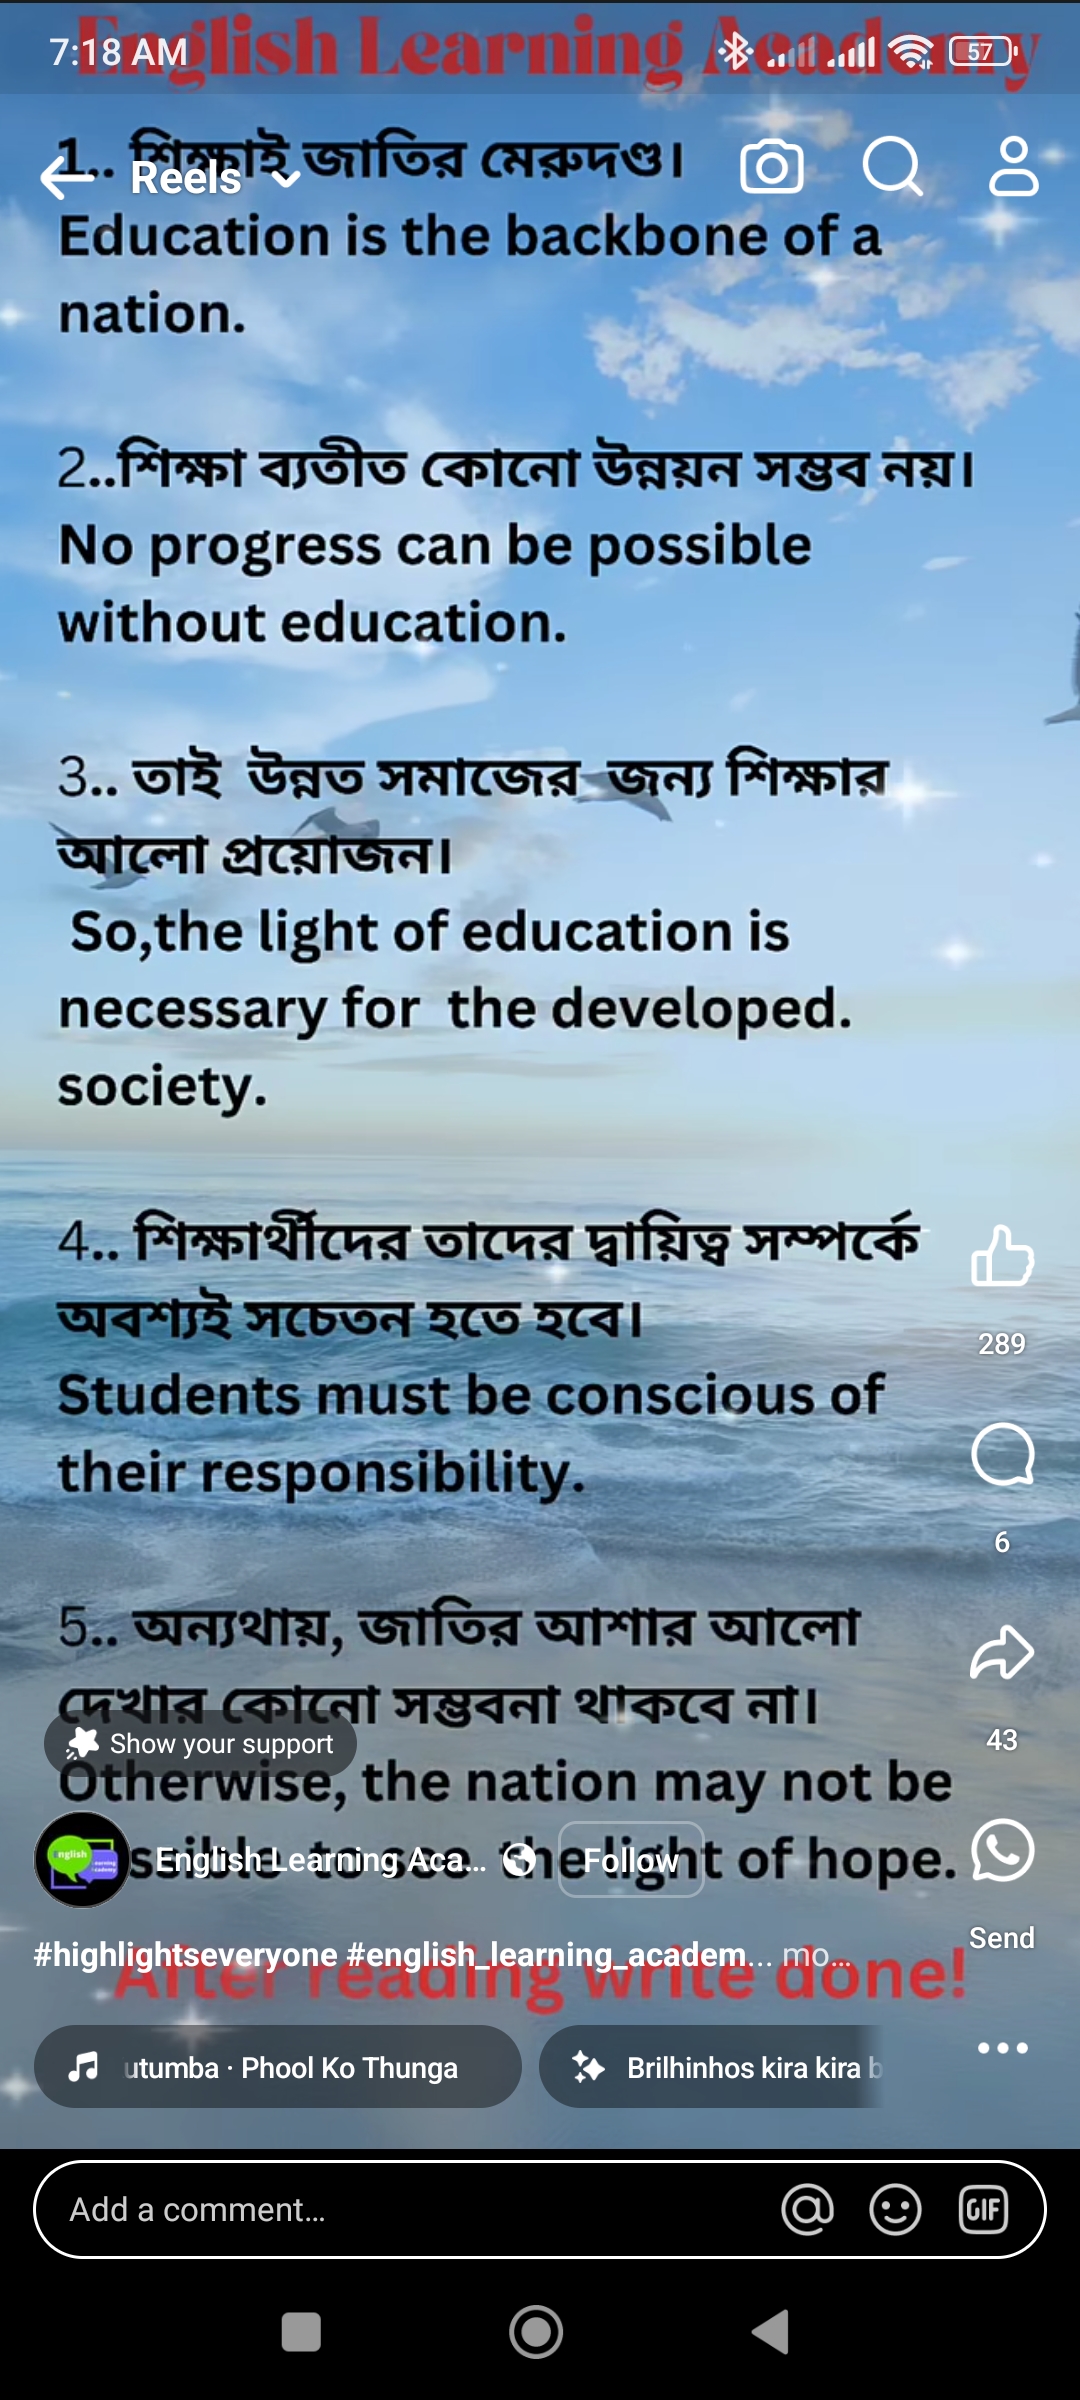 English Learning Academy
7:18 AM
57
1.. শিক্ষাই জাতির মেরুদণ্ড।
Reels
Education is the backbone of a
nation.
2..শিক্ষা ব্যতীত কোনো উন্নয়ন সম্ভব নয়।
No progress can be possible
without education.
3.. তাই উন্নত সমাজের জন্য শিক্ষার
আলো প্রয়োজন।
So,the light of education is
necessary for the developed.
society.
4.. শিক্ষার্থীদের তাদের দ্বায়িত্ব সম্পর্কে
অবশ্যই সচেতন হতে হবে।
289
Students must be conscious of
their responsibility.
6
5.. অন্যথায়, জাতির আশার আলো
দেখার কোনো সম্ভবনা থাকবে না।
Show your support
43
Otherwise, the nation may not be
English Learning Aca... Follow
the light of hope.
Send
#highlightseveryone #english_learning_academ... mo...
After reading write done!
utumba · Phool Ko Thunga
Brilhinhos kira kira b
Add a comment...
GIF